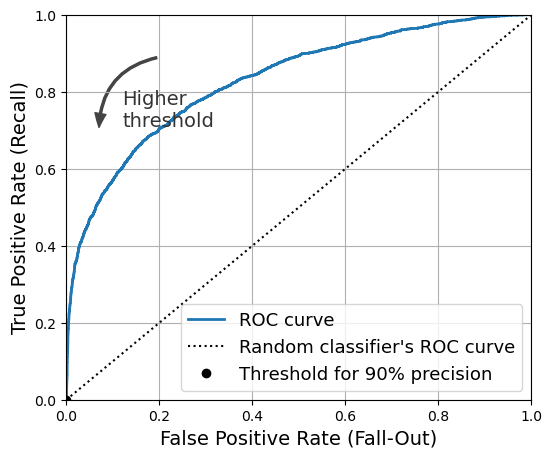 1.0
0.8
0.6
0.4
0.2
0.0
True Positive Rate (Recall)
Higher
threshold
ROC curve
Random classifier's ROC curve
Threshold for 90% precision
0.0 0.2 0.4 0.6 0.8 1.0
False Positive Rate (Fall-Out)